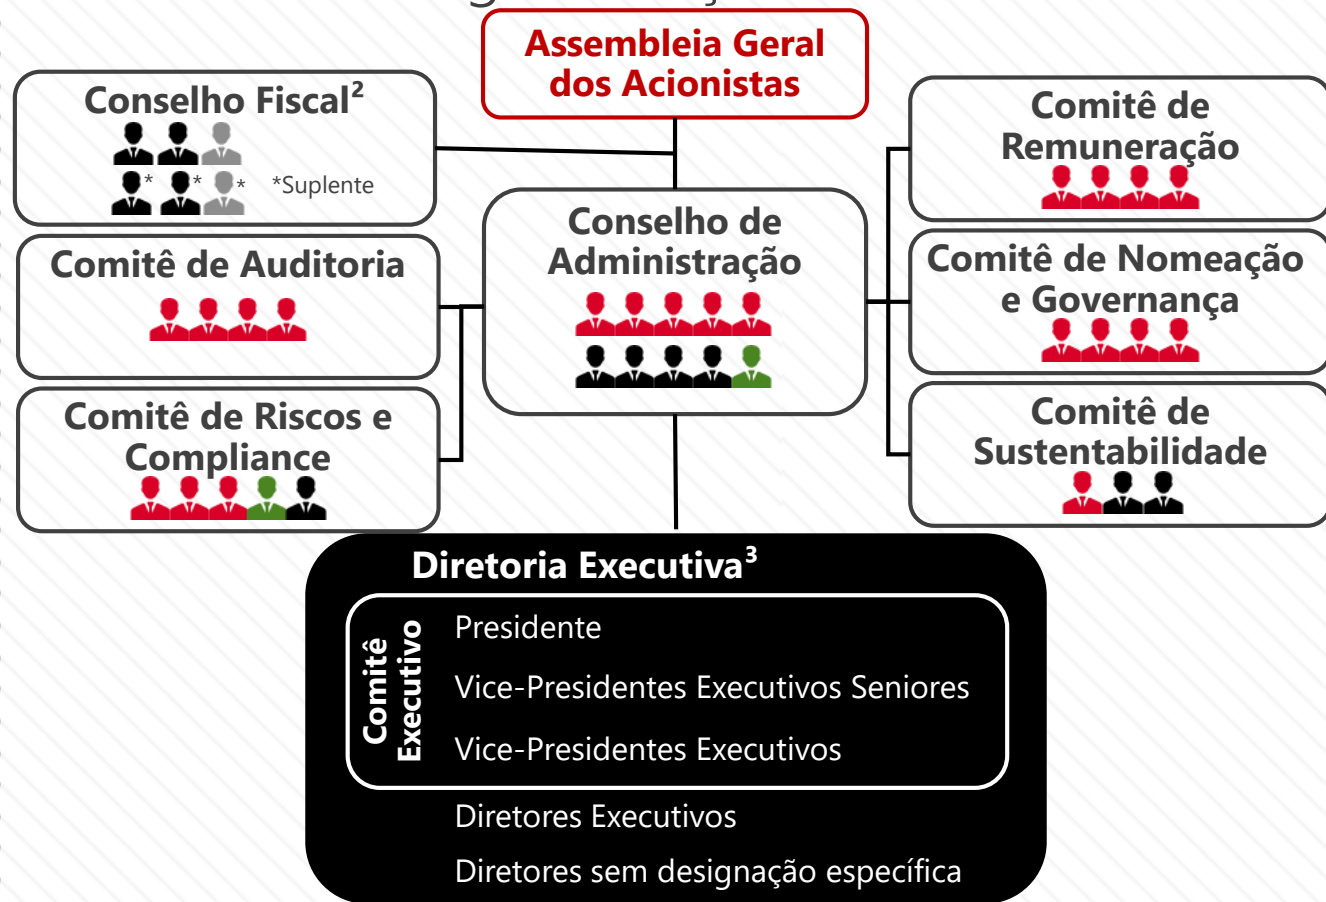 Assembleia Geral
dos Acionistas
Conselho Fiscal²
* * * *Suplente
Comitê de Auditoria
Comitê de Riscos e
Compliance
Conselho de
Administração
Comitê de
Remuneração
Comitê de Nomeação
e Governança
Comitê de
Sustentabilidade
Diretoria Executiva³
Comitê
Executivo
Presidente
Vice-Presidentes Executivos Seniores
Vice-Presidentes Executivos
Diretores Executivos
Diretores sem designação específica